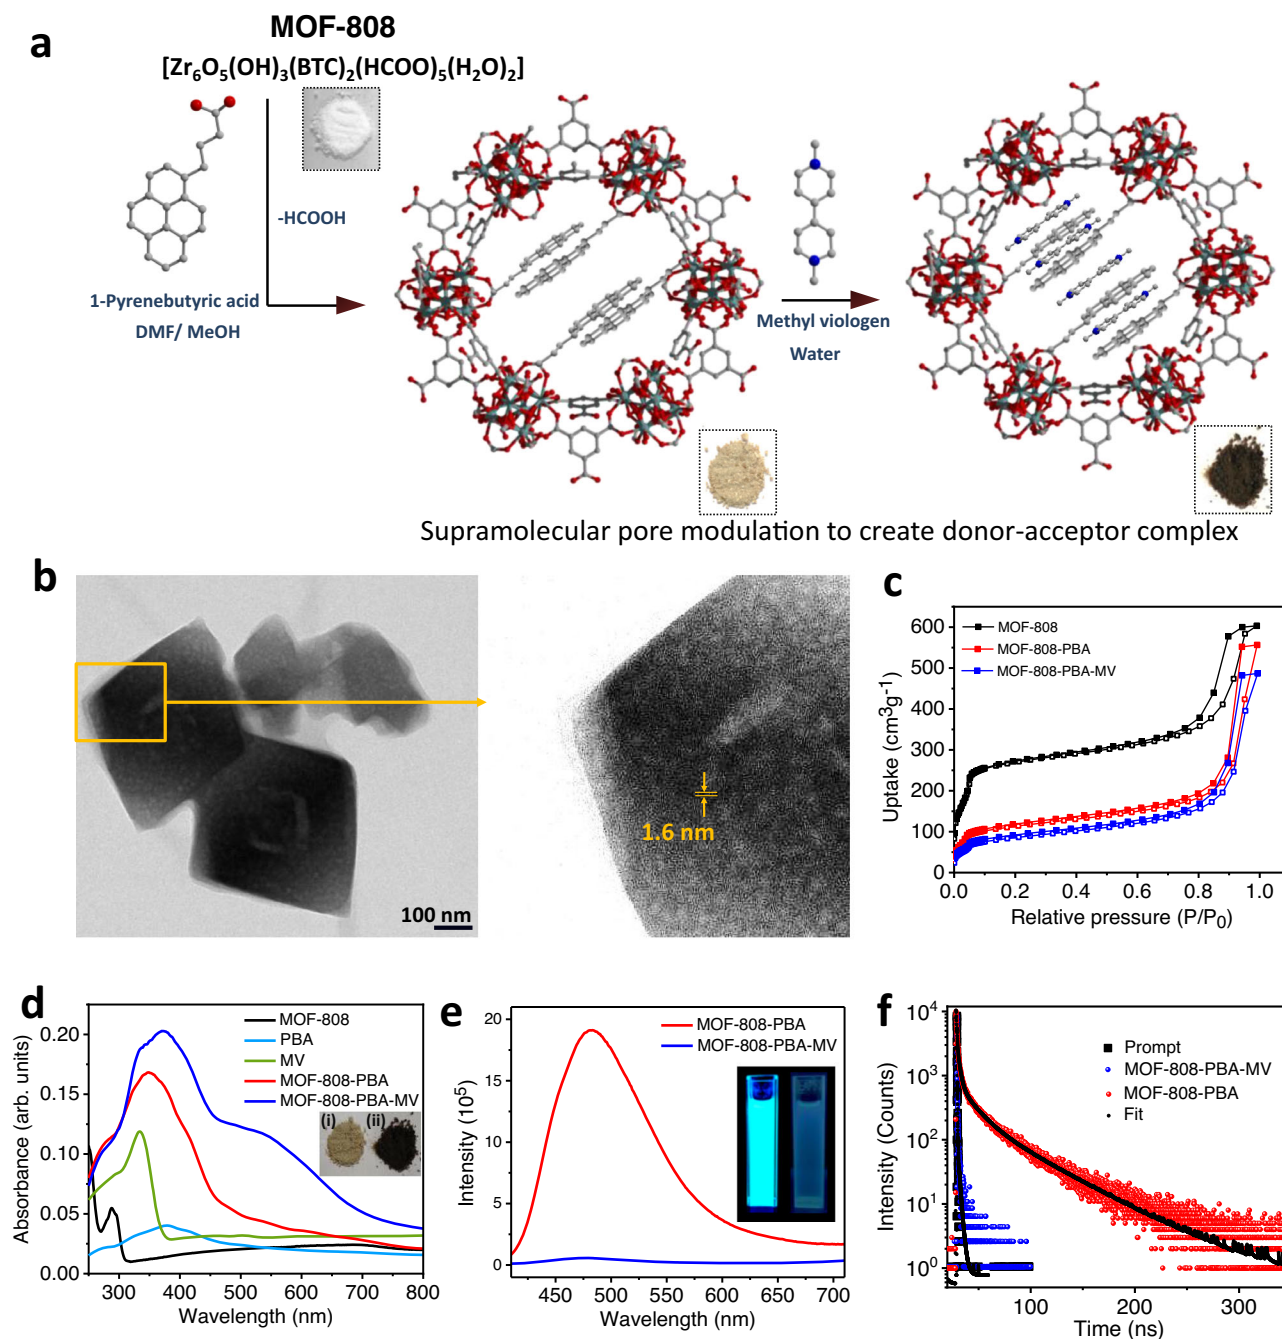 a
MOF-808
[Zr₆O₅(OH)₃(BTC)₂(HCOO)₅(H₂O)₂]
-HCOOH
1-Pyrenebutyric acid
DMF/ MeOH
Methyl viologen
Water
Supramolecular pore modulation to create donor-acceptor complex
b
1.6 nm
100 nm
c
MOF-808
MOF-808-PBA
MOF-808-PBA-MV
Uptake (cm³g⁻¹)
600
500
400
300
200
100
0
0.0 0.2 0.4 0.6 0.8 1.0
Relative pressure (P/P₀)
d
MOF-808
PBA
MV
MOF-808-PBA
MOF-808-PBA-MV
(i) (ii)
Absorbance (arb. units)
0.20
0.15
0.10
0.05
0.00
300 400 500 600 700 800
Wavelength (nm)
e
MOF-808-PBA
MOF-808-PBA-MV
Intensity (10⁵)
20
15
10
5
0
450 500 550 600 650 700
Wavelength (nm)
f
Prompt
MOF-808-PBA-MV
MOF-808-PBA
Fit
Intensity (Counts)
10⁴
10³
10²
10¹
10⁰
100 200 300
Time (ns)